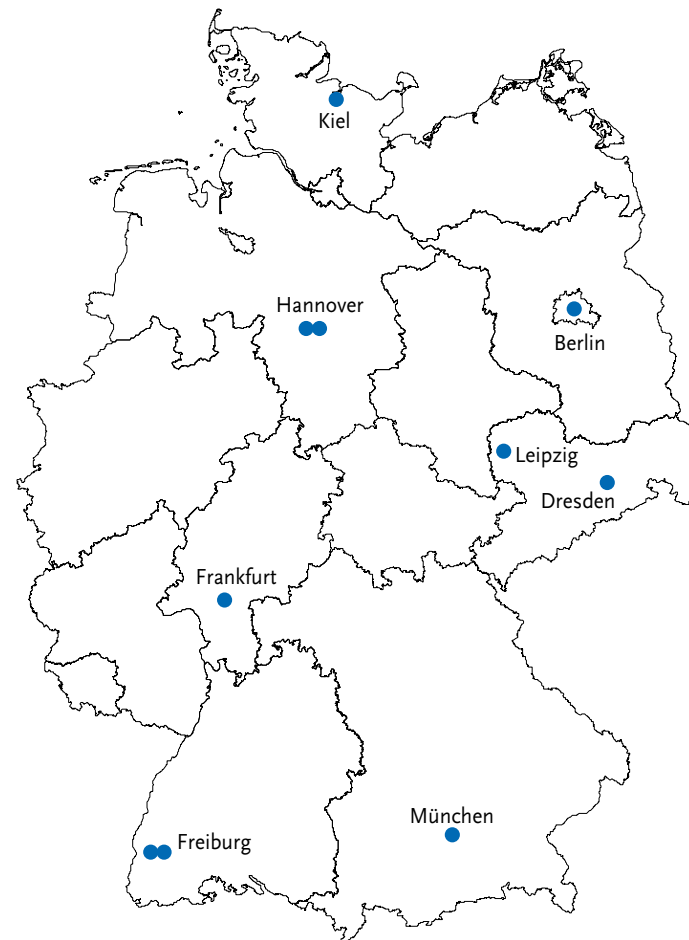 Kiel
Hannover
Berlin
Leipzig
Dresden
Frankfurt
München
Freiburg